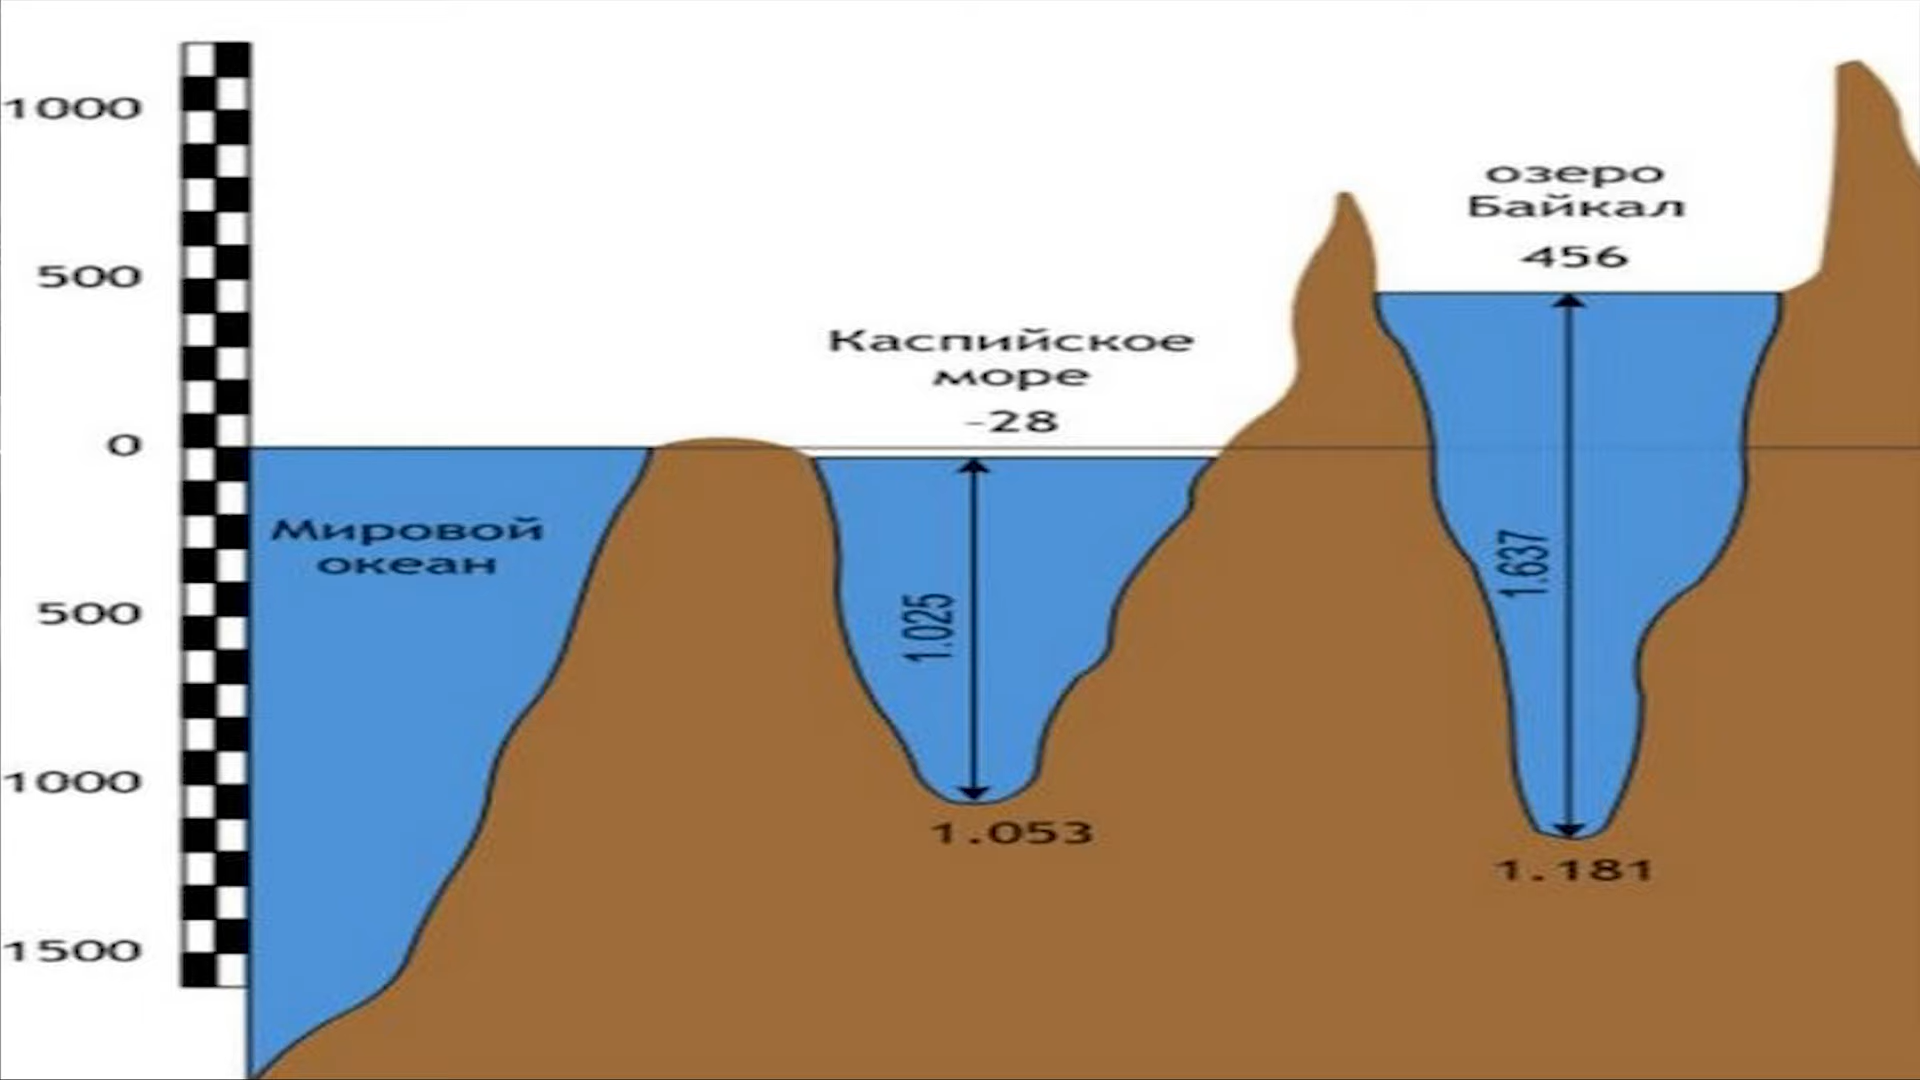 1000
500
0
500
1000
1500
Мировой
океан
Каспийское
море
-28
1.025
1.053
озеро
Байкал
456
1.637
1.181